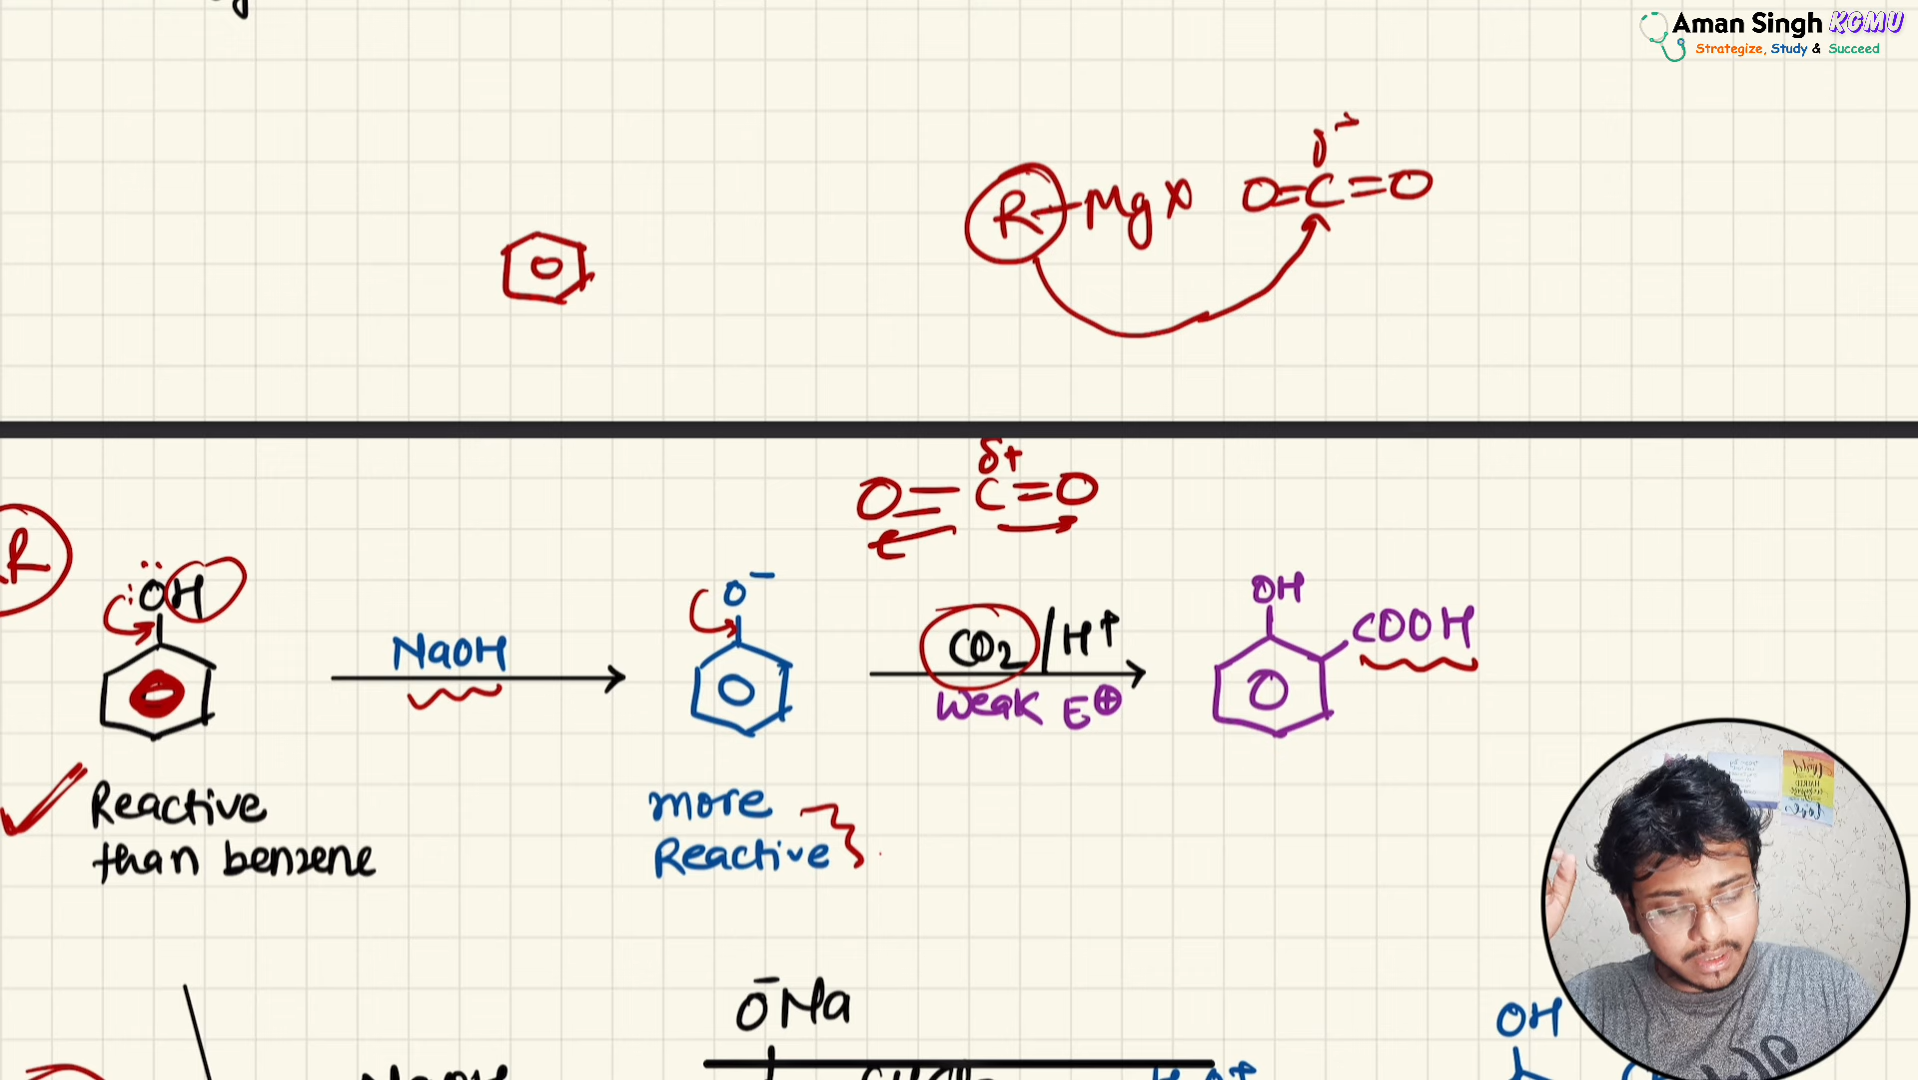 Aman Singh KGMU
Strategize, Study & Succeed
R-MgX O=C=O
δ+
O=C=O
R
:OH
NaOH
O⁻
CO₂/H⁺
Weak E⊕
OH
COOH
Reactive
than benzene
more
Reactive
ŌNa
OH